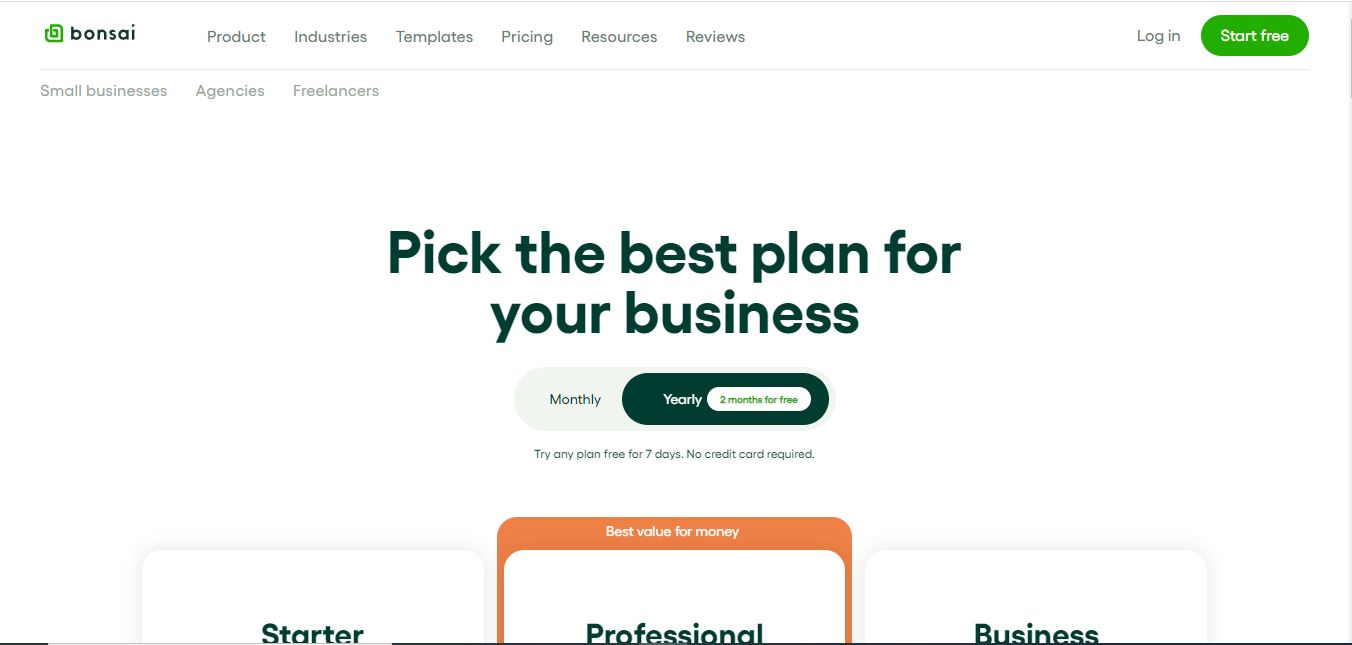 bonsai
Product Industries Templates Pricing Resources Reviews
Log in Start free
Small businesses Agencies Freelancers
Pick the best plan for
your business
Monthly Yearly 2 months for free
Try any plan free for 7 days. No credit card required.
Best value for money
Starter Professional Business